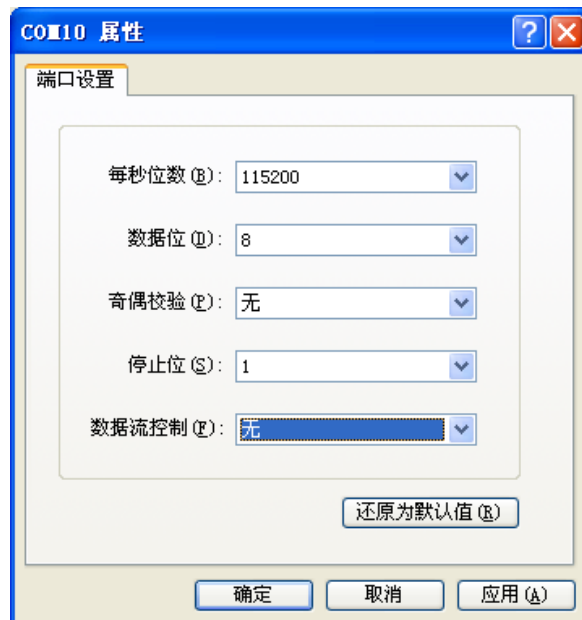 COM10 属性
端口设置
每秒位数(B): 115200
数据位(D): 8
奇偶校验(P): 无
停止位(S): 1
数据流控制(F): 无
还原为默认值(R)
确定 取消 应用(A)